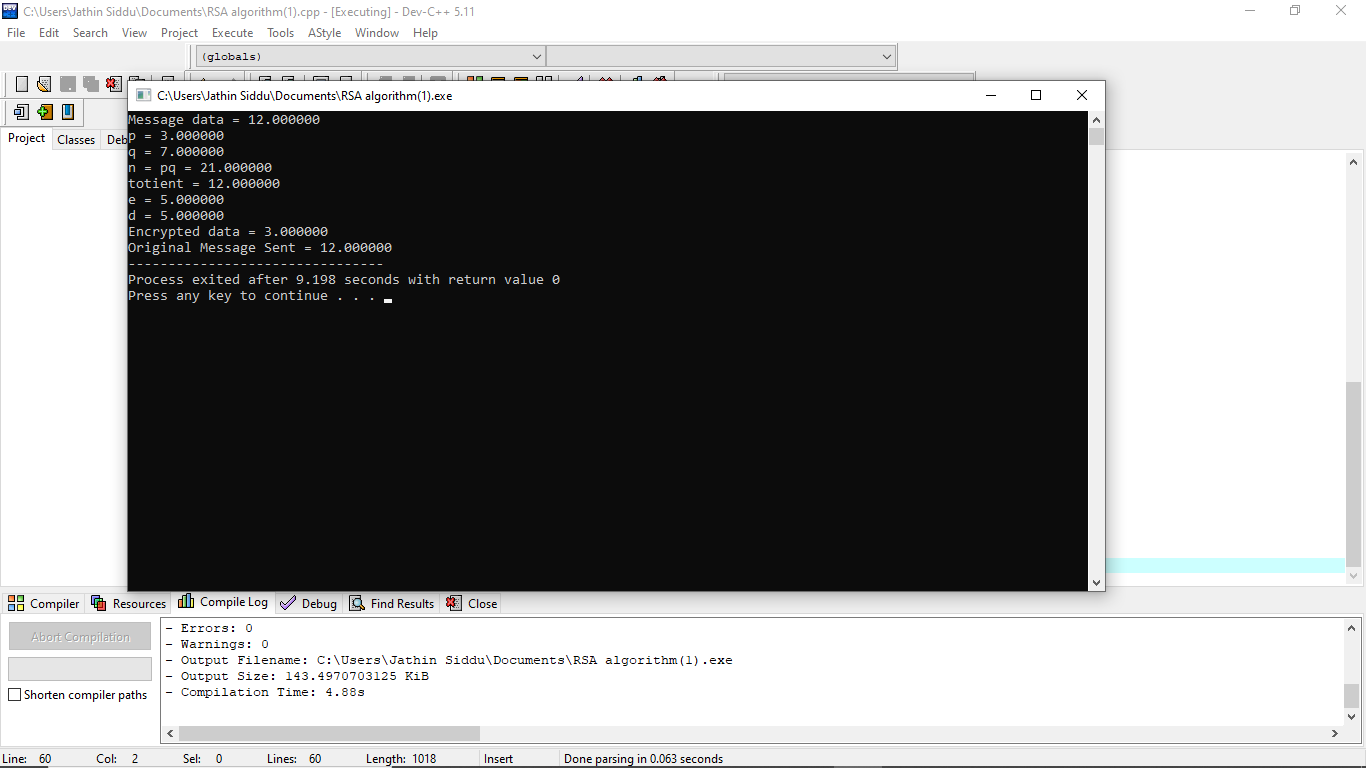 C:\Users\Jathin Siddu\Documents\RSA algorithm(1).cpp - [Executing] - Dev-C++ 5.11
File Edit Search View Project Execute Tools AStyle Window Help
(globals)
C:\Users\Jathin Siddu\Documents\RSA algorithm(1).exe
Project Classes Deb
Message data = 12.000000
p = 3.000000
q = 7.000000
n = pq = 21.000000
totient = 12.000000
e = 5.000000
d = 5.000000
Encrypted data = 3.000000
Original Message Sent = 12.000000
--------------------------------
Process exited after 9.198 seconds with return value 0
Press any key to continue . . .
Compiler Resources Compile Log Debug Find Results Close
Abort Compilation
Shorten compiler paths
- Errors: 0
- Warnings: 0
- Output Filename: C:\Users\Jathin Siddu\Documents\RSA algorithm(1).exe
- Output Size: 143.4970703125 KiB
- Compilation Time: 4.88s
Line: 60 Col: 2 Sel: 0 Lines: 60 Length: 1018 Insert Done parsing in 0.063 seconds